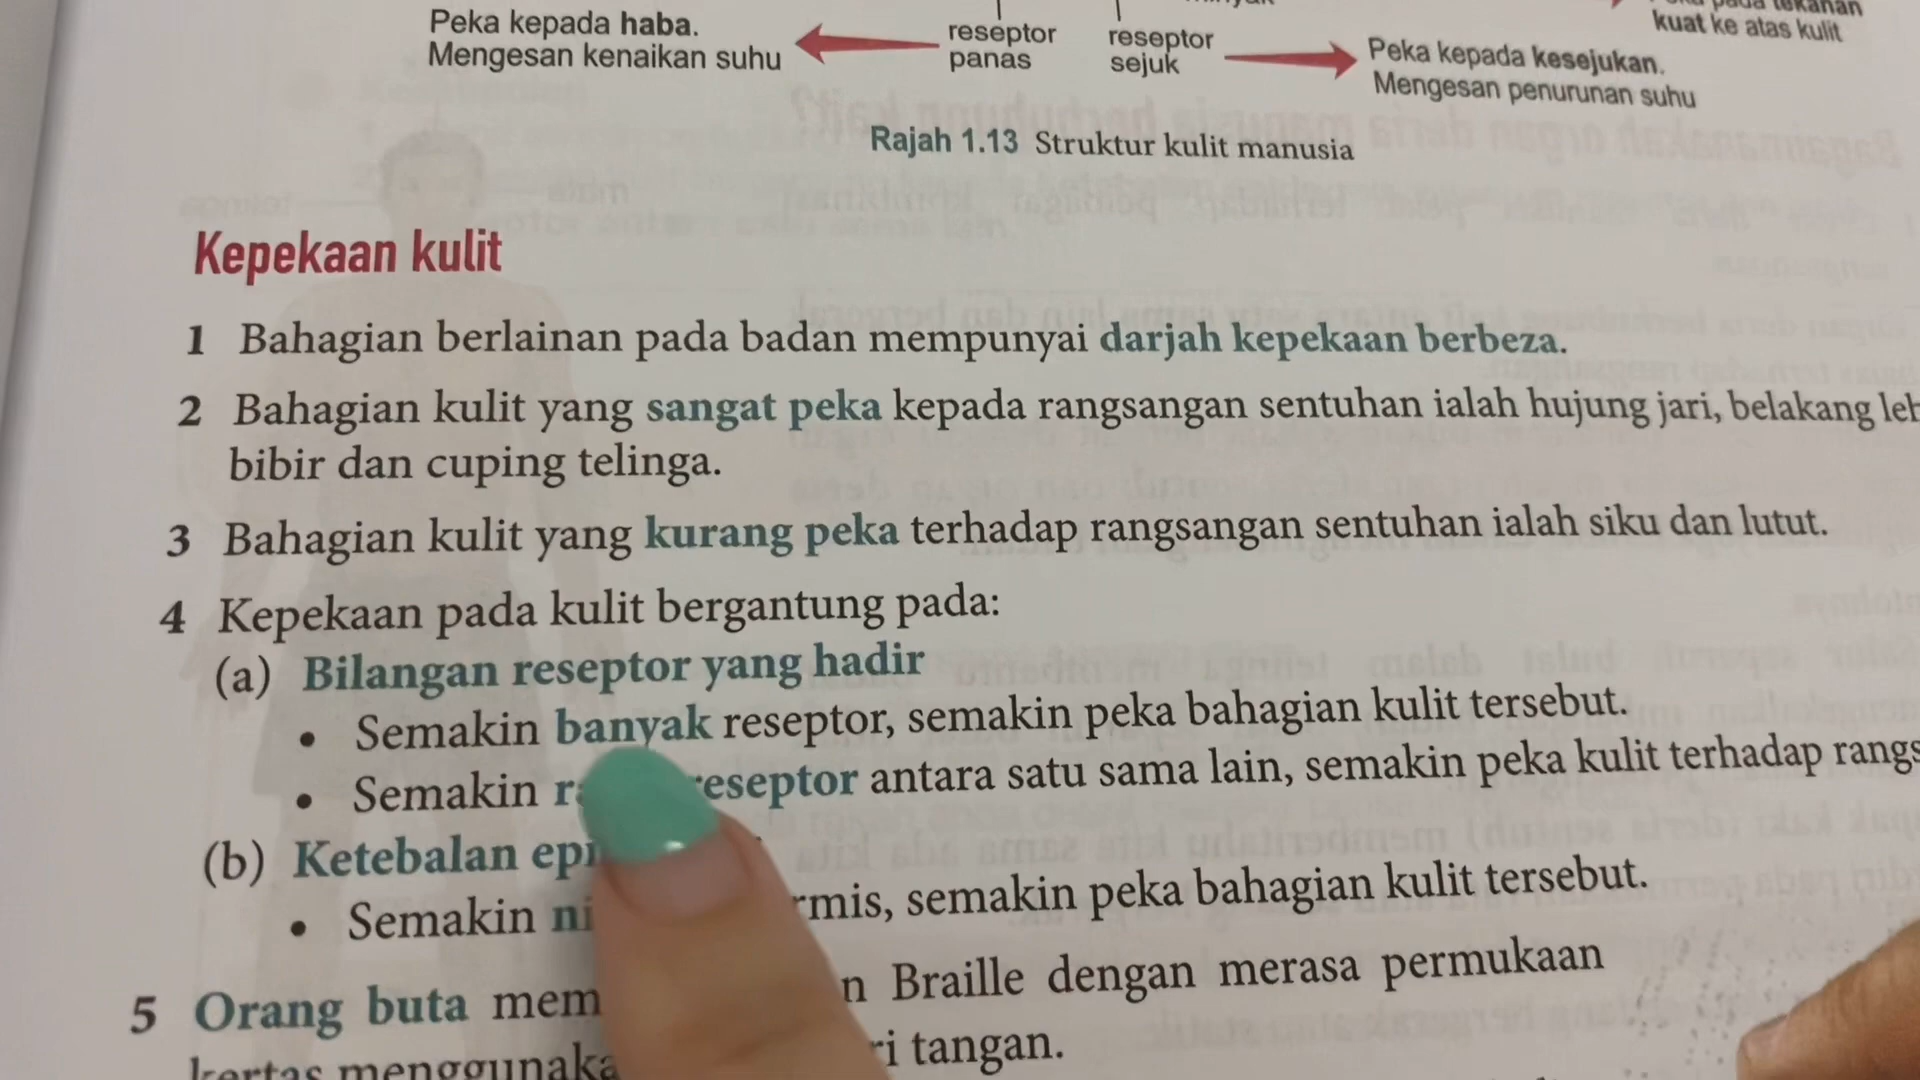 Peka kepada haba.
Mengesan kenaikan suhu
reseptor
panas
reseptor
sejuk
kuat ke atas kulit
Peka kepada kesejukan.
Mengesan penurunan suhu
Rajah 1.13 Struktur kulit manusia
Kepekaan kulit
1 Bahagian berlainan pada badan mempunyai darjah kepekaan berbeza.
2 Bahagian kulit yang sangat peka kepada rangsangan sentuhan ialah hujung jari, belakang
bibir dan cuping telinga.
3 Bahagian kulit yang kurang peka terhadap rangsangan sentuhan ialah siku dan lutut.
4 Kepekaan pada kulit bergantung pada:
(a) Bilangan reseptor yang hadir
• Semakin banyak reseptor, semakin peka bahagian kulit tersebut.
• Semakin antara satu sama lain, semakin peka kulit terhadap
(b) Ketebalan
• Semakin semakin peka bahagian kulit tersebut.
5 Orang buta Braille dengan merasa permukaan
tangan.